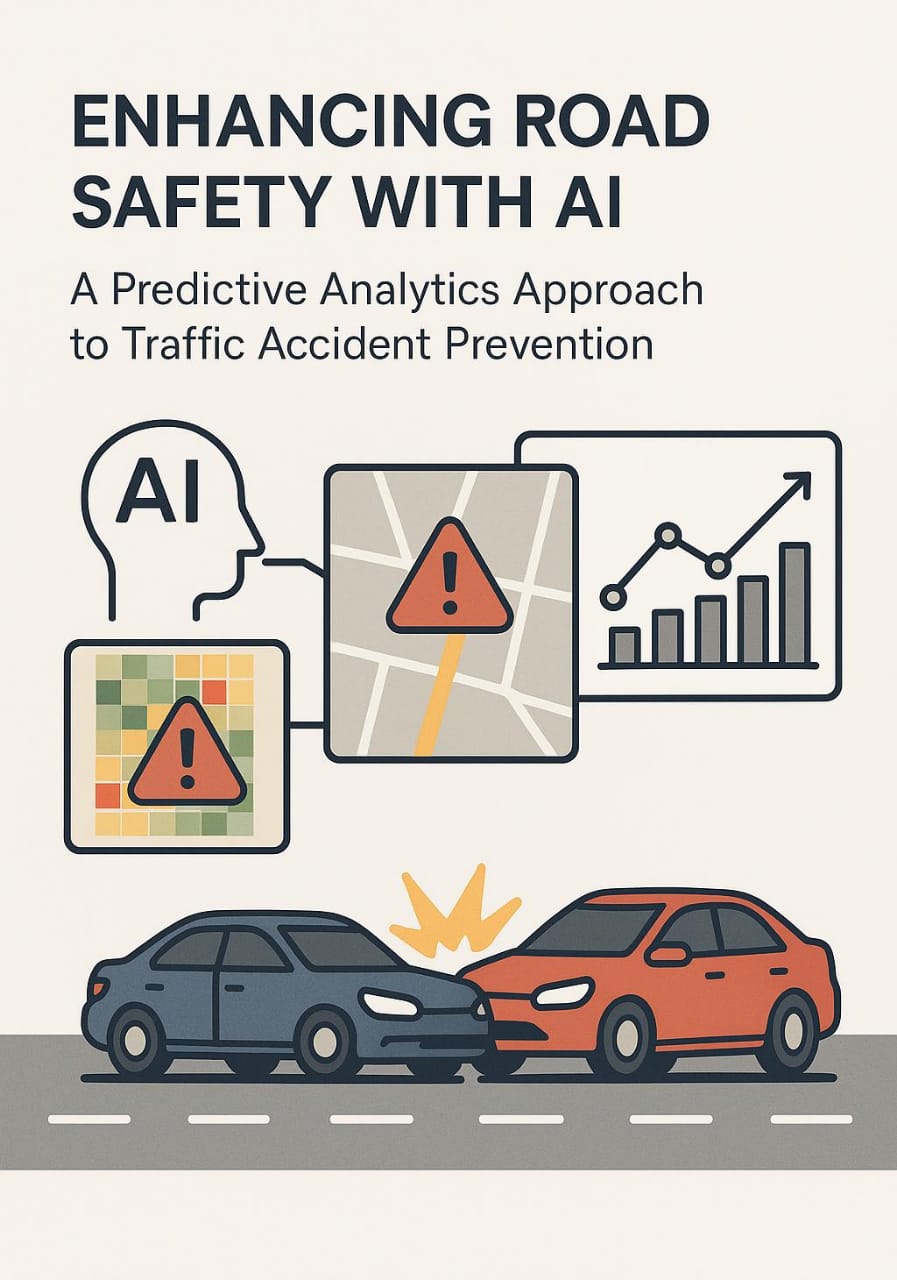 ENHANCING ROAD
SAFETY WITH AI
A Predictive Analytics Approach
to Traffic Accident Prevention
AI
!
!